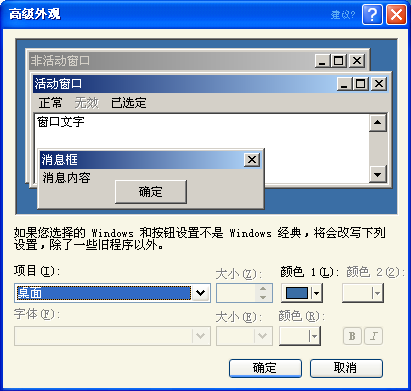 高级外观
建议?
非活动窗口
活动窗口
正常 无效 已选定
窗口文字
消息框
消息内容
确定
如果您选择的 Windows 和按钮设置不是 Windows 经典，将会改写下列
设置，除了一些旧程序以外。
项目(I): 大小(Z): 颜色 1(L): 颜色 2(2):
桌面
字体(F): 大小(E): 颜色(R):
B I
确定 取消